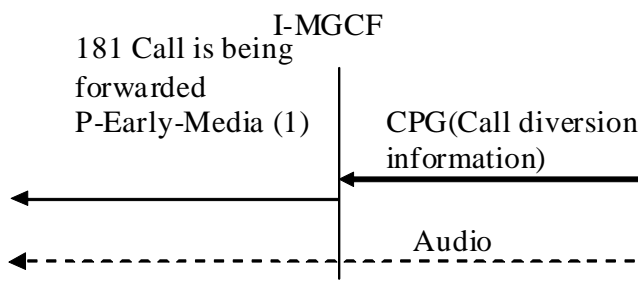 I-MGCF
181 Call is being
forwarded
P-Early-Media (1)
CPG(Call diversion
information)
Audio